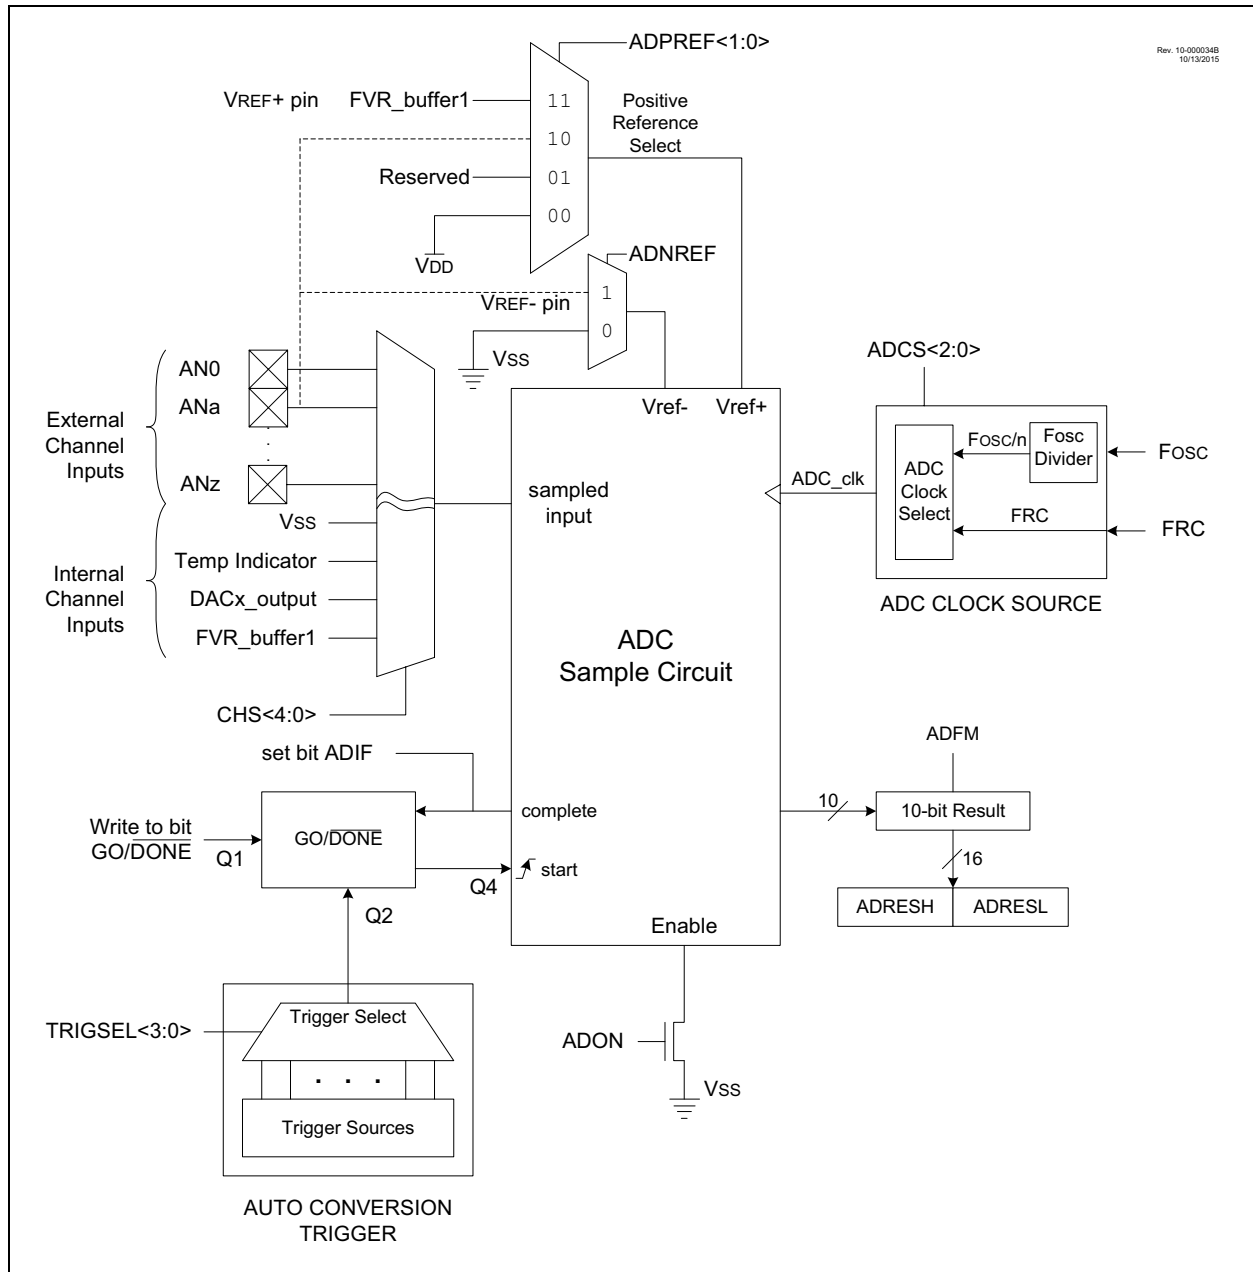 Rev. 10-000034B
10/13/2015
ADPREF<1:0>
VREF+ pin
FVR_buffer1
11
Positive
Reference
Select
10
Reserved
01
00
VDD
ADNREF
VREF- pin
1
0
VSS
External
Channel
Inputs
AN0
ANa
.
.
.
ANz
Internal
Channel
Inputs
VSS
Temp Indicator
DACx_output
FVR_buffer1
CHS<4:0>
Vref-
Vref+
sampled
input
ADC
Sample Circuit
ADCS<2:0>
ADC_clk
ADC
Clock
Select
FOSC/n
Fosc
Divider
FOSC
FRC
FRC
ADC CLOCK SOURCE
set bit ADIF
complete
Write to bit
GO/DONE
Q1
GO/DONE
Q4
start
Q2
Enable
ADFM
10
10-bit Result
16
ADRESH
ADRESL
TRIGSEL<3:0>
Trigger Select
. . .
Trigger Sources
AUTO CONVERSION
TRIGGER
ADON
VSS